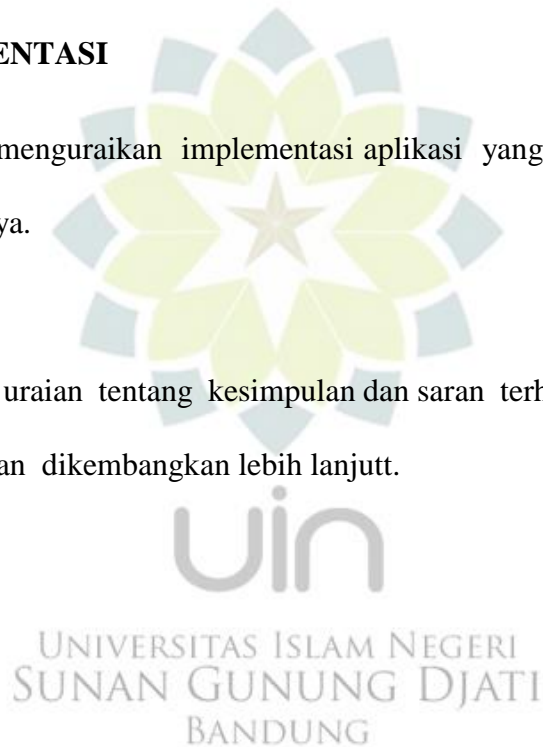 ENTASI
menguraikan implementasi aplikasi yang
ya.
uraian tentang kesimpulan dan saran terh
an dikembangkan lebih lanjutt.
uin
UNIVERSITAS ISLAM NEGERI
SUNAN GUNUNG DJATI
BANDUNG